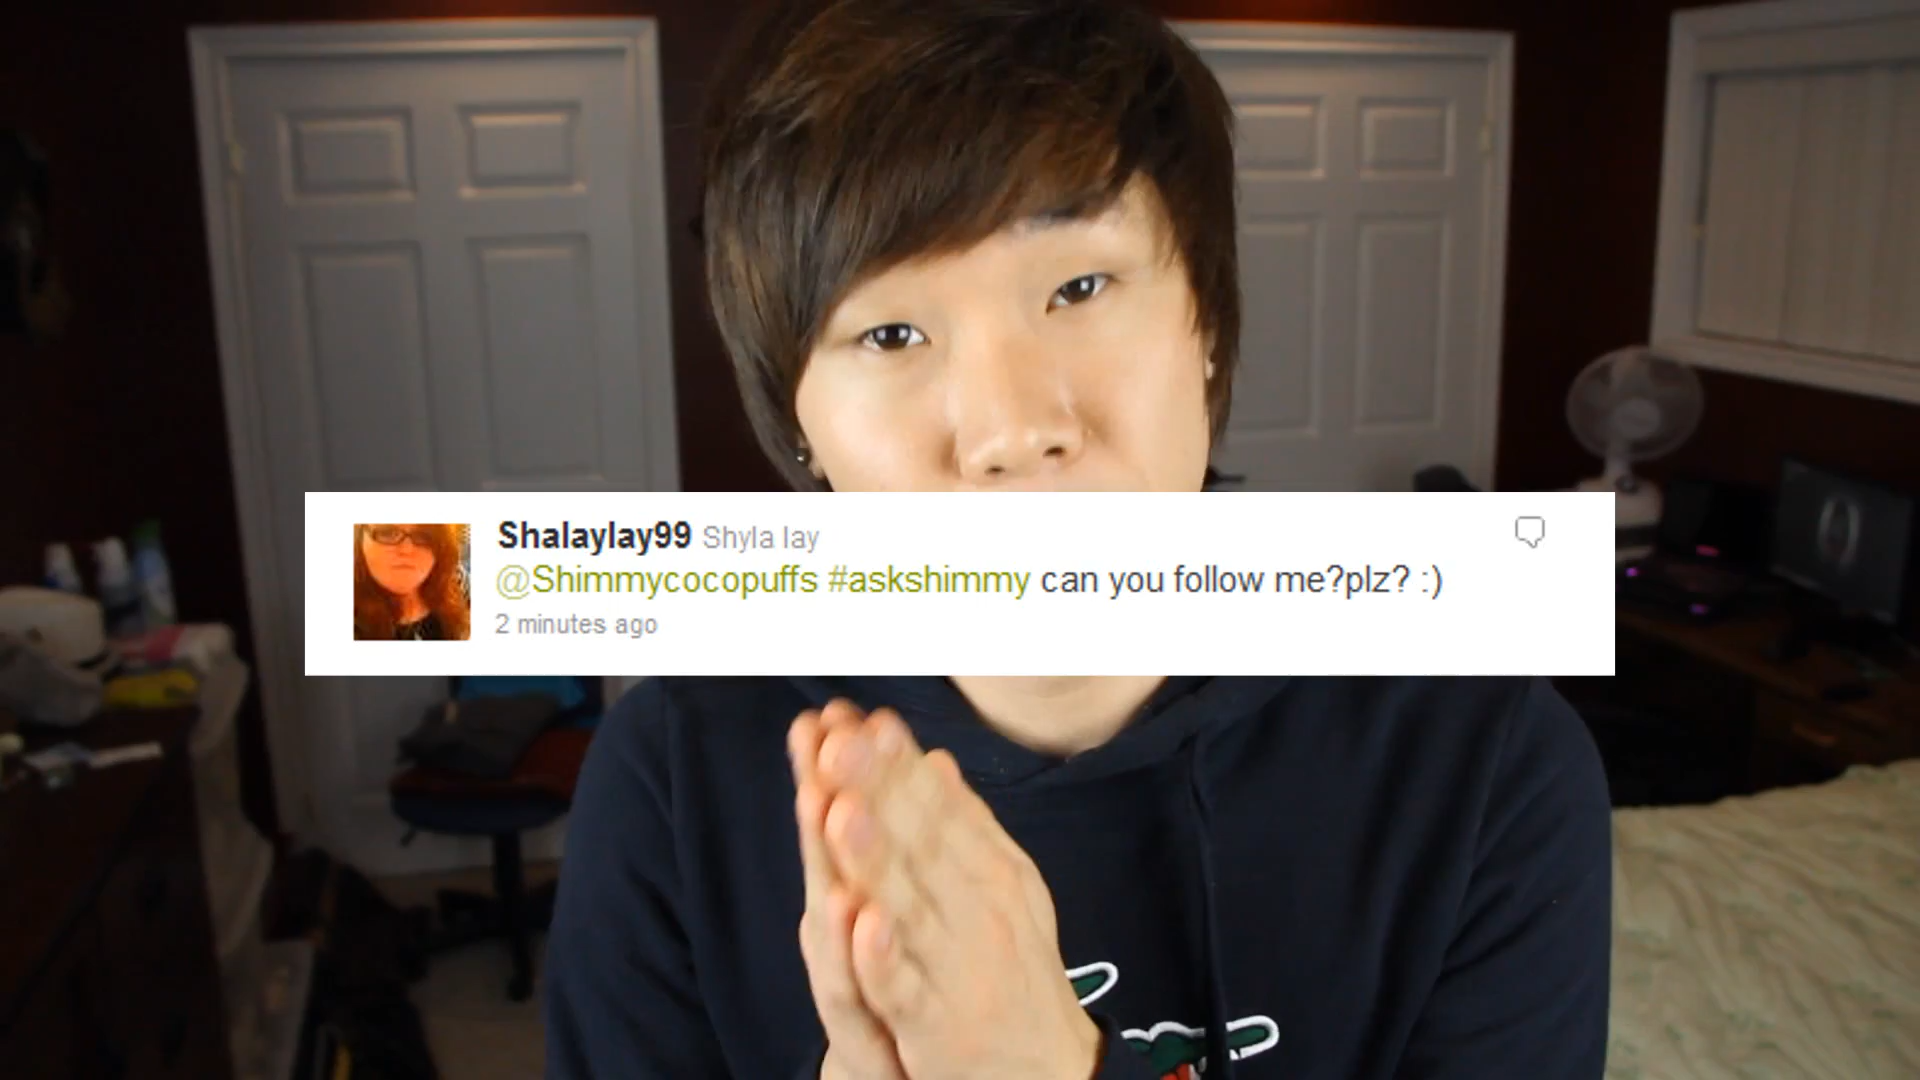 Shalaylay99 Shyla lay
@Shimmycocopuffs #askshimmy can you follow me?plz? :)
2 minutes ago